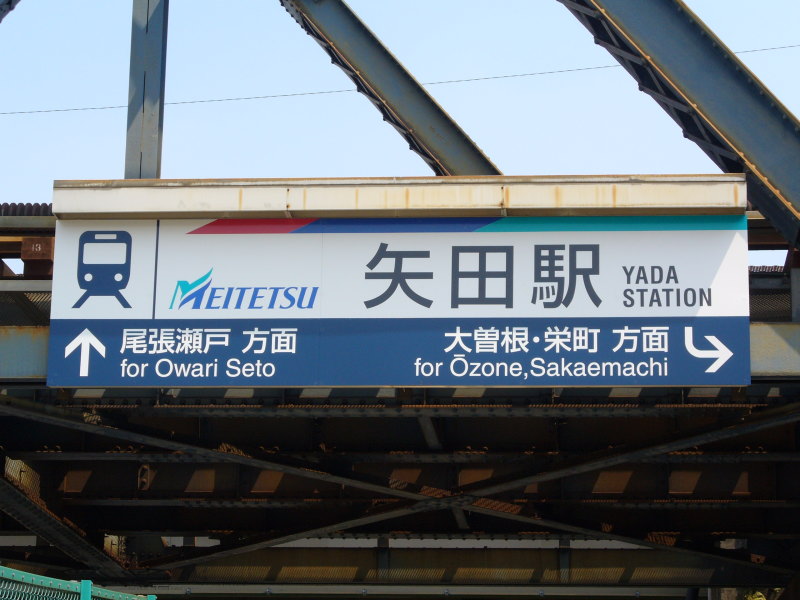 MEITETSU
矢田駅
YADA
STATION
尾張瀬戸 方面
for Owari Seto
大曽根・栄町 方面
for Ōzone,Sakaemachi
13